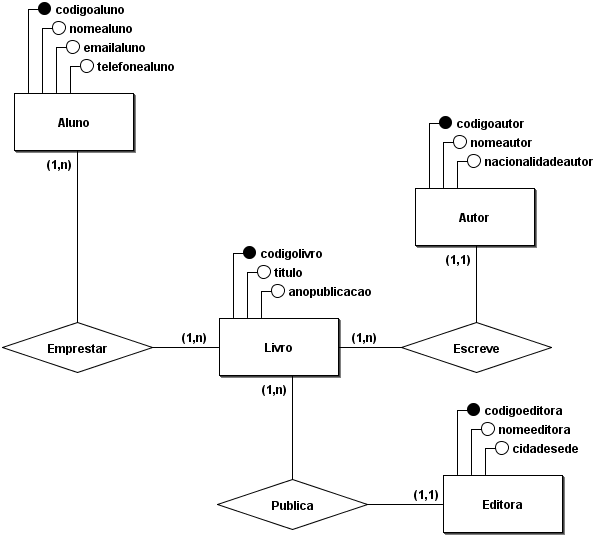 codigoaluno
nomealuno
emailaluno
telefonealuno
Aluno
(1,n)
codigoautor
nomeautor
nacionalidadeautor
Autor
(1,1)
codigolivro
titulo
anopublicacao
Emprestar
(1,n)
Livro
(1,n)
Escreve
(1,n)
codigoeditora
nomeeditora
cidadesede
Publica
(1,1)
Editora